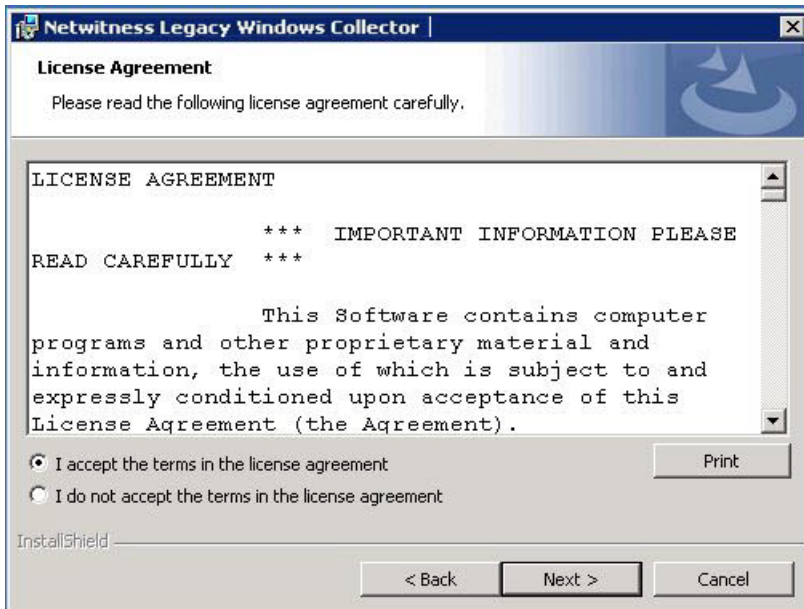 Netwitness Legacy Windows Collector
License Agreement
Please read the following license agreement carefully.
LICENSE AGREEMENT
*** IMPORTANT INFORMATION PLEASE
READ CAREFULLY ***
This Software contains computer
programs and other proprietary material and
information, the use of which is subject to and
expressly conditioned upon acceptance of this
License Agreement (the Agreement).
I accept the terms in the license agreement
Print
I do not accept the terms in the license agreement
InstallShield
< Back Next > Cancel